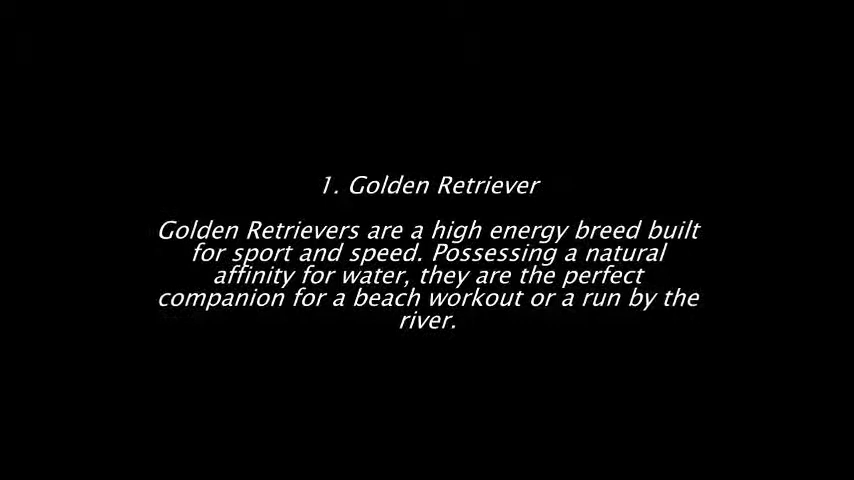 1. Golden Retriever
Golden Retrievers are a high energy breed built
for sport and speed. Possessing a natural
affinity for water, they are the perfect
companion for a beach workout or a run by the
river.